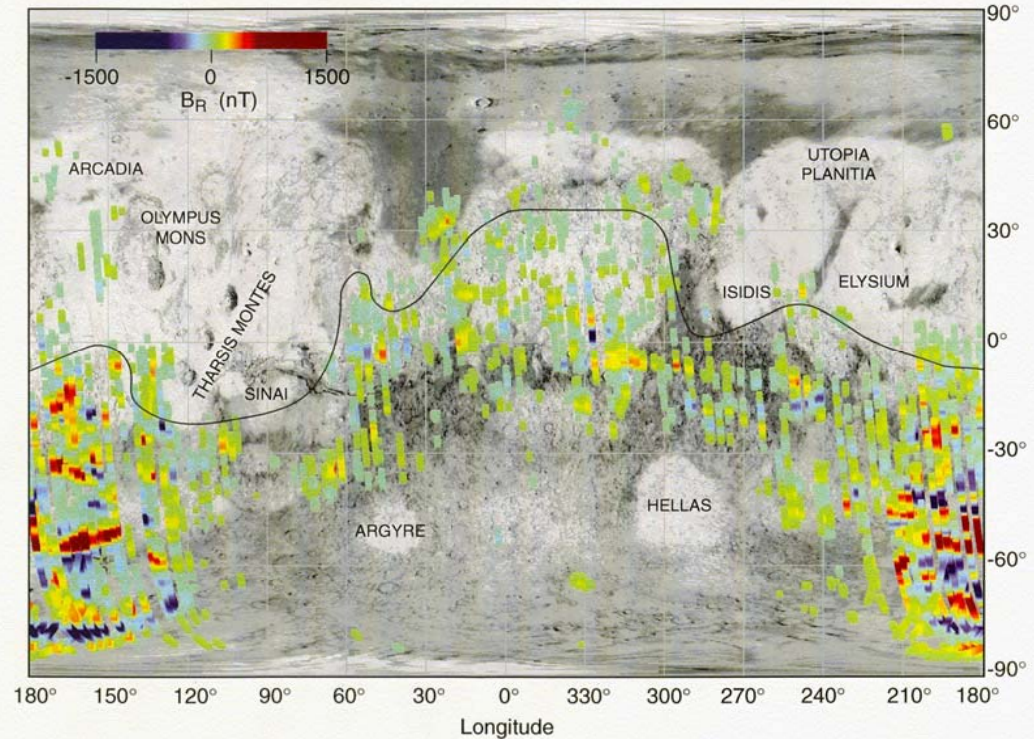 90°
-1500 0 1500
B_R (nT)
60°
ARCADIA
UTOPIA
PLANITIA
OLYMPUS
MONS
30°
THARSIS MONTES
ISIDIS
ELYSIUM
0°
SINAI
-30°
ARGYRE
HELLAS
-60°
-90°
180° 150° 120° 90° 60° 30° 0° 330° 300° 270° 240° 210° 180°
Longitude